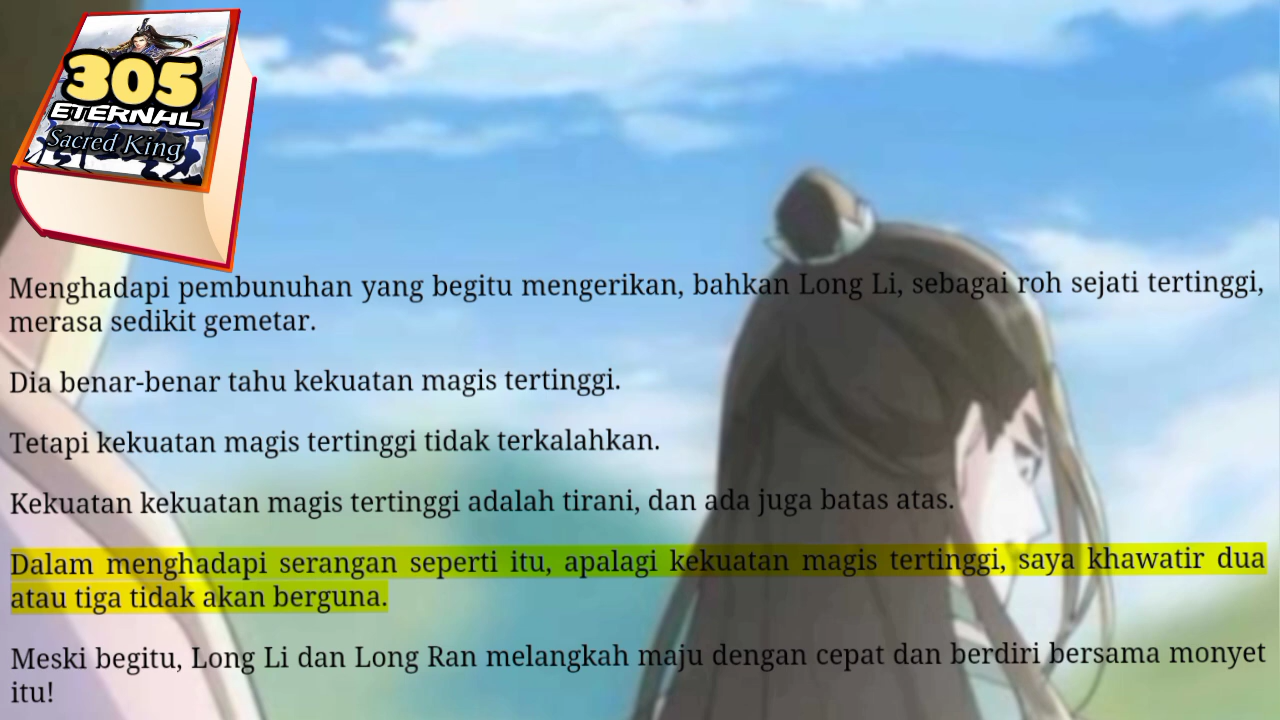 305
ETERNAL
Sacred King
Menghadapi pembunuhan yang begitu mengerikan, bahkan Long Li, sebagai roh sejati tertinggi,
merasa sedikit gemetar.
Dia benar-benar tahu kekuatan magis tertinggi.
Tetapi kekuatan magis tertinggi tidak terkalahkan.
Kekuatan kekuatan magis tertinggi adalah tirani, dan ada juga batas atas.
Dalam menghadapi serangan seperti itu, apalagi kekuatan magis tertinggi, saya khawatir dua
atau tiga tidak akan berguna.
Meski begitu, Long Li dan Long Ran melangkah maju dengan cepat dan berdiri bersama monyet
itu!